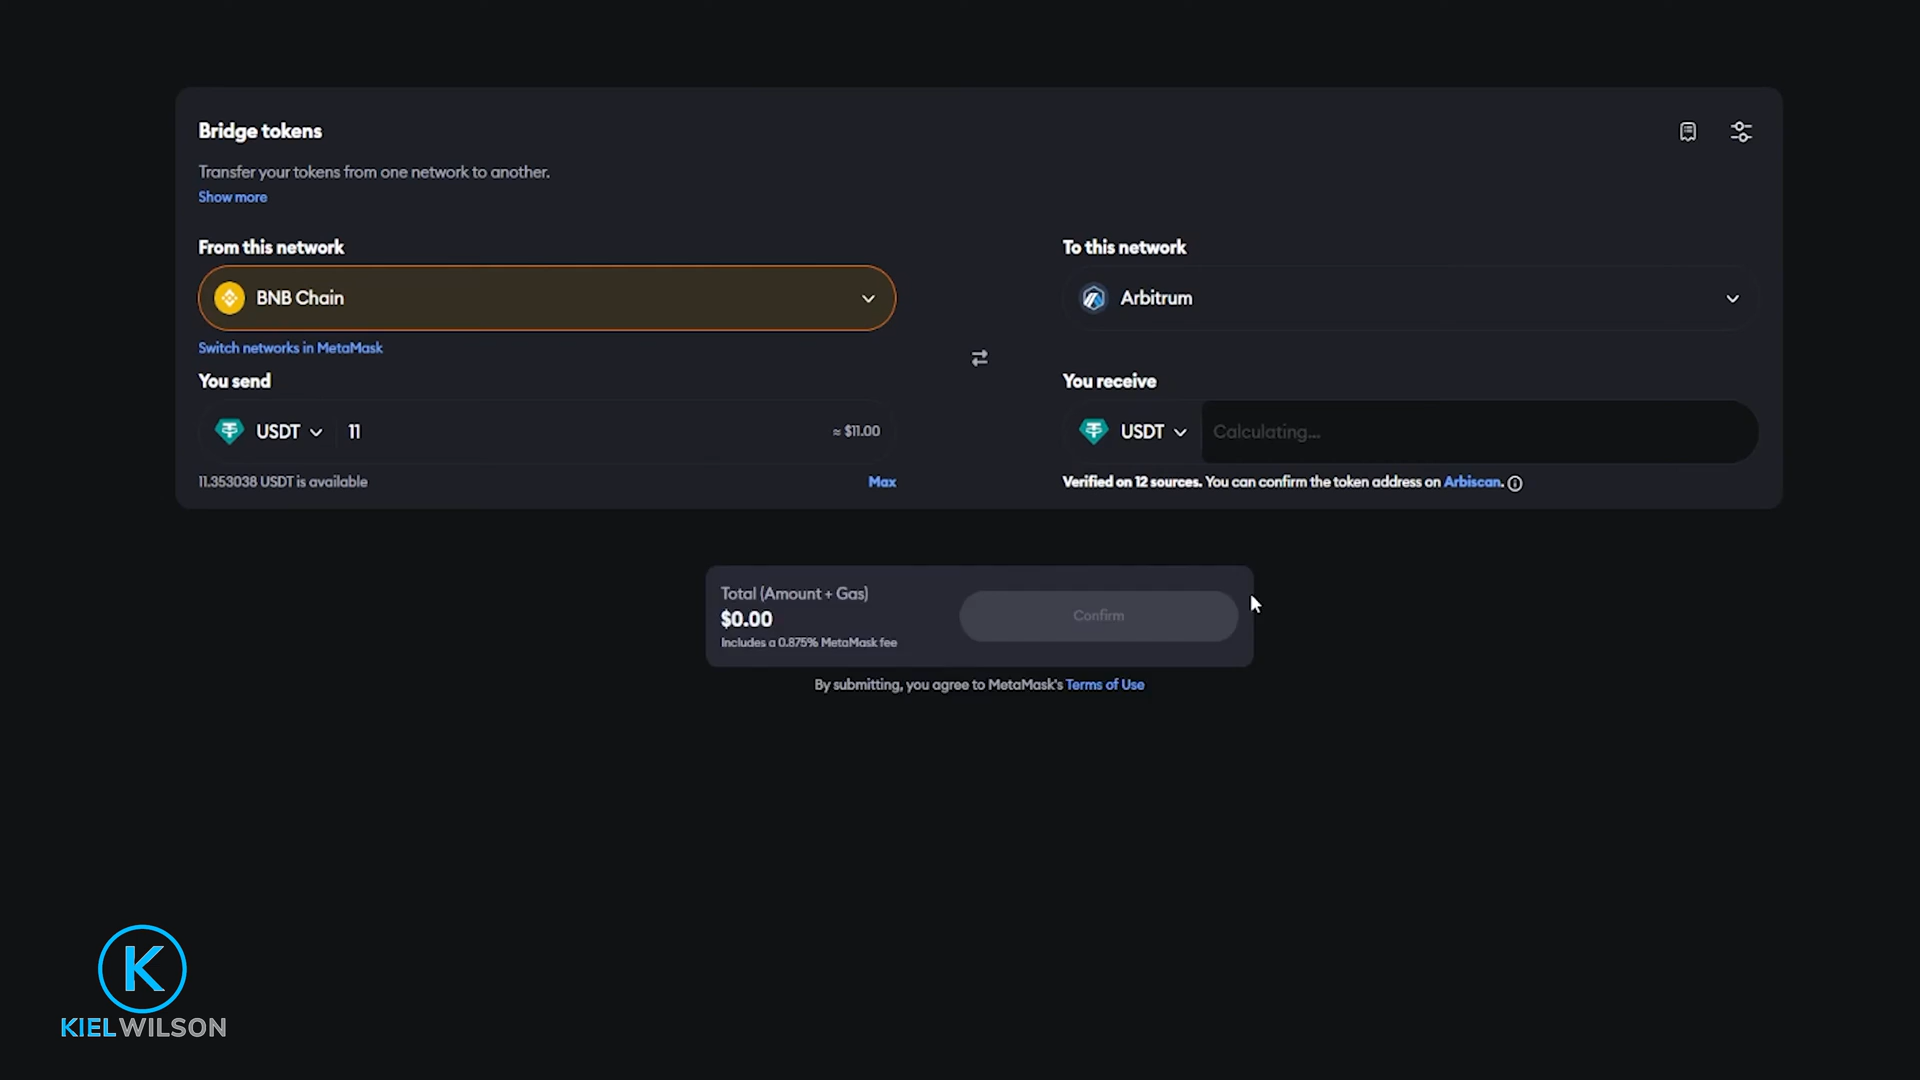 Bridge tokens
Transfer your tokens from one network to another.
Show more
From this network
To this network
BNB Chain
Arbitrum
Switch networks in MetaMask
You send
You receive
USDT 11 ≈ $11.00
USDT Calculating...
11.353038 USDT is available Max
Verified on 12 sources. You can confirm the token address on Arbiscan.
Total (Amount + Gas)
$0.00
Includes a 0.875% MetaMask fee
Confirm
By submitting, you agree to MetaMask's Terms of Use
K
KIELWILSON